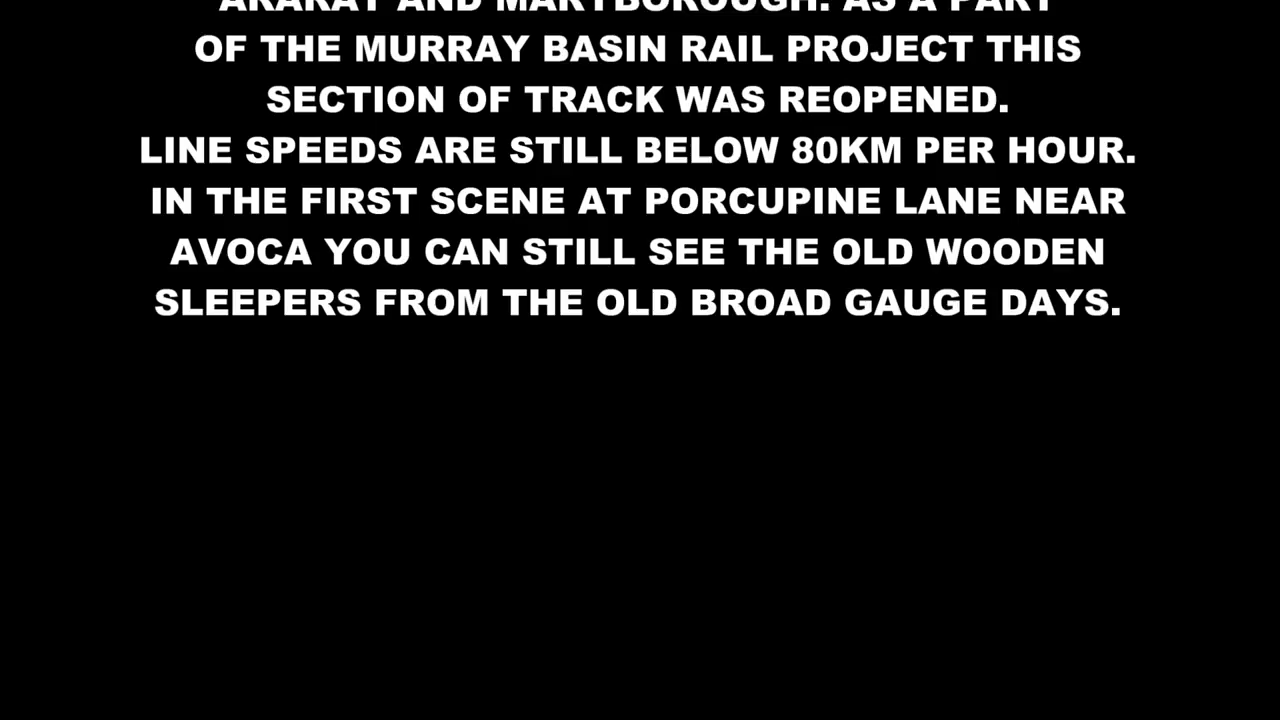 ARARAT AND MARYBOROUGH. AS A PART
OF THE MURRAY BASIN RAIL PROJECT THIS
SECTION OF TRACK WAS REOPENED.
LINE SPEEDS ARE STILL BELOW 80KM PER HOUR.
IN THE FIRST SCENE AT PORCUPINE LANE NEAR
AVOCA YOU CAN STILL SEE THE OLD WOODEN
SLEEPERS FROM THE OLD BROAD GAUGE DAYS.